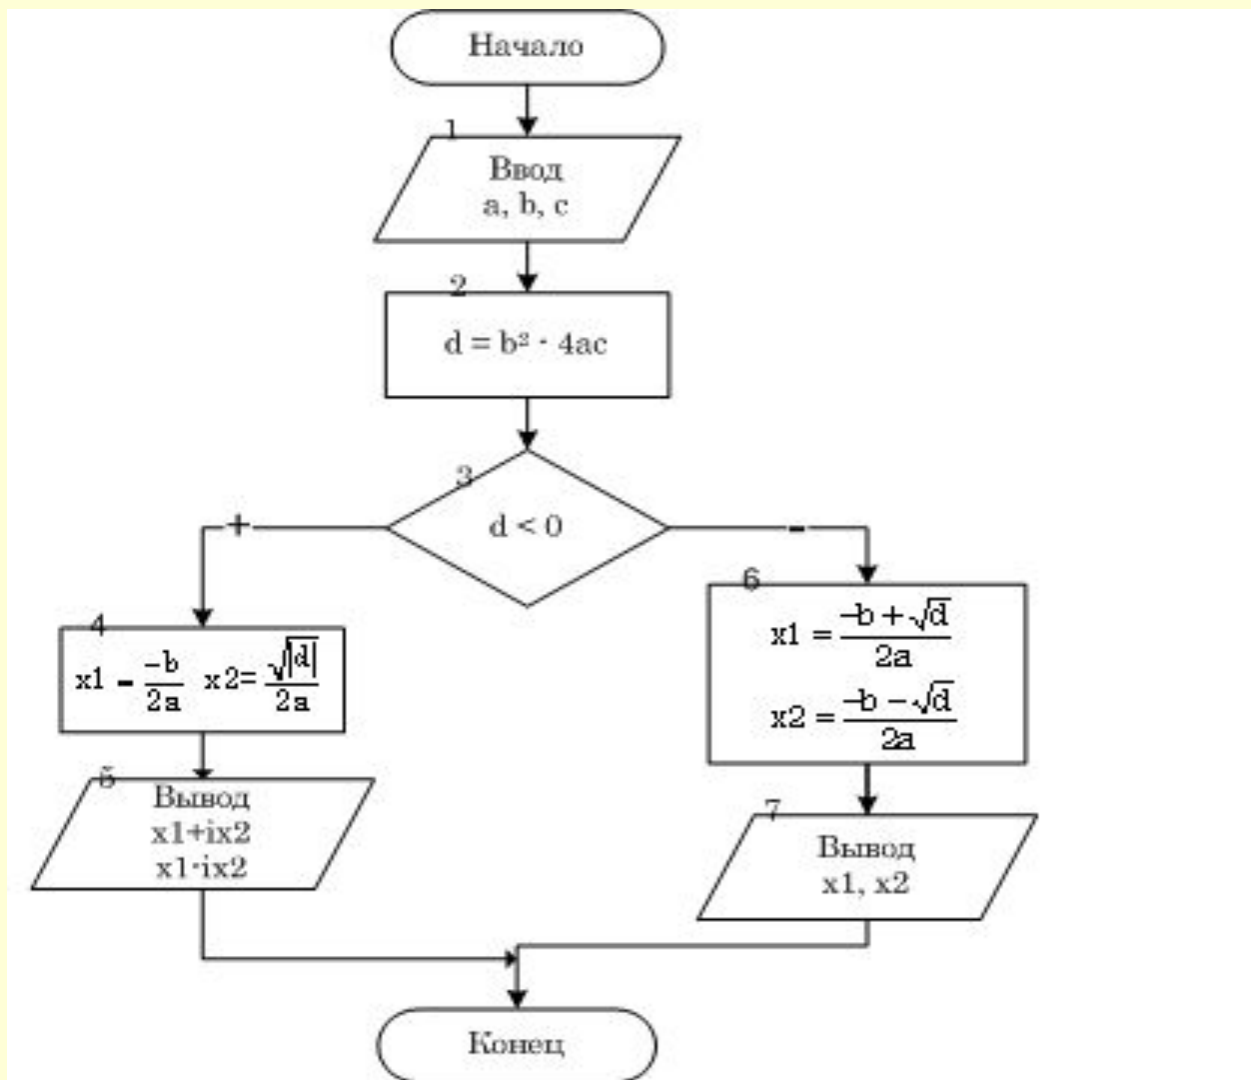 Начало
1
Ввод
a, b, c
2
d = b² - 4ac
3
d < 0
+
-
4
x1 = -b/2a x2= √|d|/2a
5
Вывод
x1+ix2
x1-ix2
6
x1 = (-b + √d)/2a
x2 = (-b - √d)/2a
7
Вывод
x1, x2
Конец